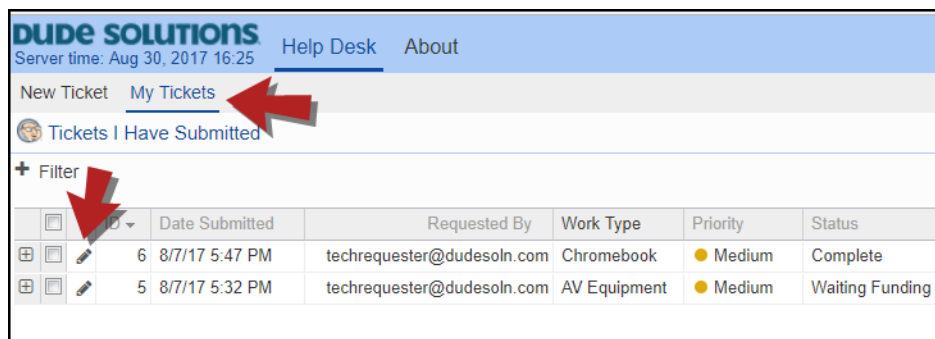 DUDE SOLUTIONS
Server time: Aug 30, 2017 16:25
Help Desk About
New Ticket My Tickets
Tickets I Have Submitted
Filter
ID Date Submitted Requested By Work Type Priority Status
6 8/7/17 5:47 PM techrequester@dudesoln.com Chromebook Medium Complete
5 8/7/17 5:32 PM techrequester@dudesoln.com AV Equipment Medium Waiting Funding